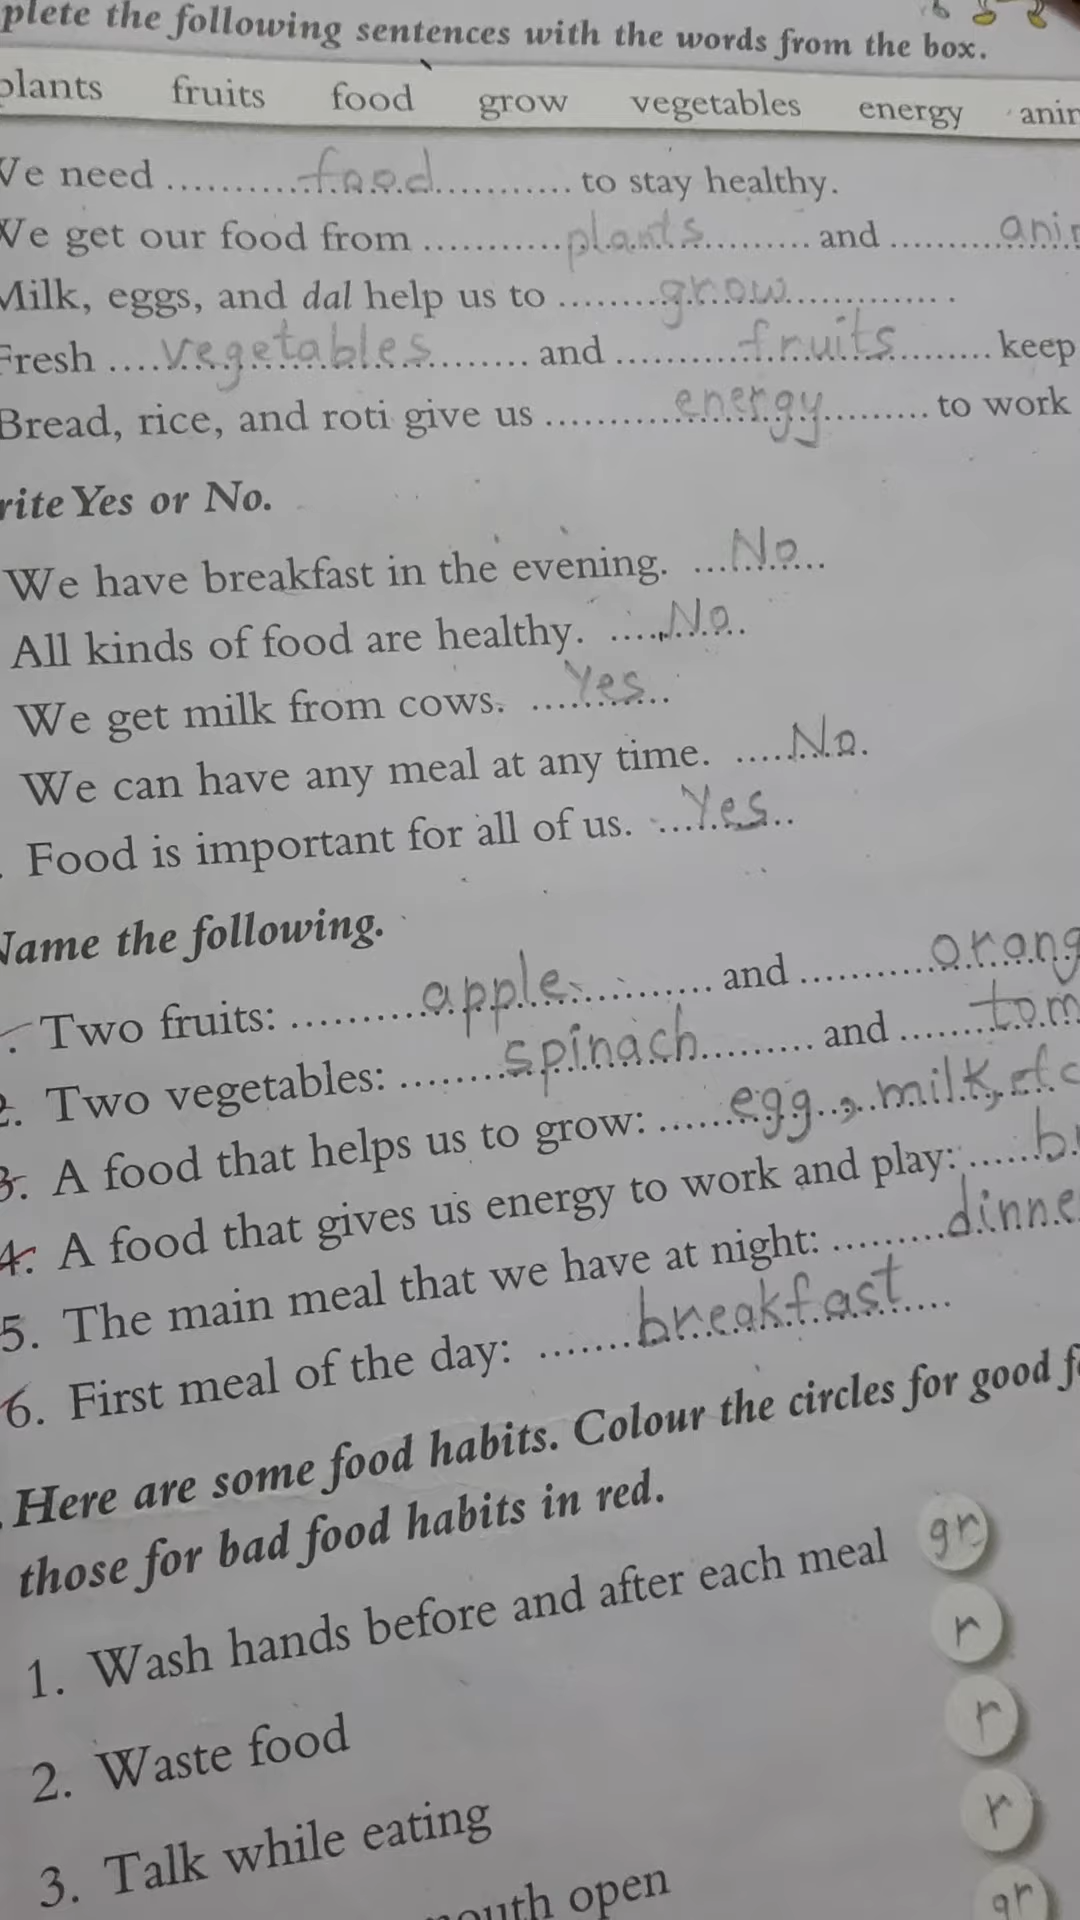 plete the following sentences with the words from the box.
plants fruits food grow vegetables energy anim
We need ............food............ to stay healthy.
We get our food from ............plants......... and .........anim
Milk, eggs, and dal help us to ........grow..............
Fresh ....vegetables....... and ...........fruits......... keep
Bread, rice, and roti give us ............energy......... to work
rite Yes or No.
We have breakfast in the evening. ...No...
All kinds of food are healthy. ....No..
We get milk from cows. ....Yes..
We can have any meal at any time. .....No.
Food is important for all of us. ....Yes..
Name the following.
. Two fruits: .........apple.......... and .........orang
2. Two vegetables: .......spinach......... and .......tom
3. A food that helps us to grow: ......egg, milk, etc
4. A food that gives us energy to work and play: .....b
5. The main meal that we have at night: ........dinne
6. First meal of the day: ......breakfast....
Here are some food habits. Colour the circles for good f
those for bad food habits in red.
1. Wash hands before and after each meal gr
r
2. Waste food r
3. Talk while eating r
mouth open gr